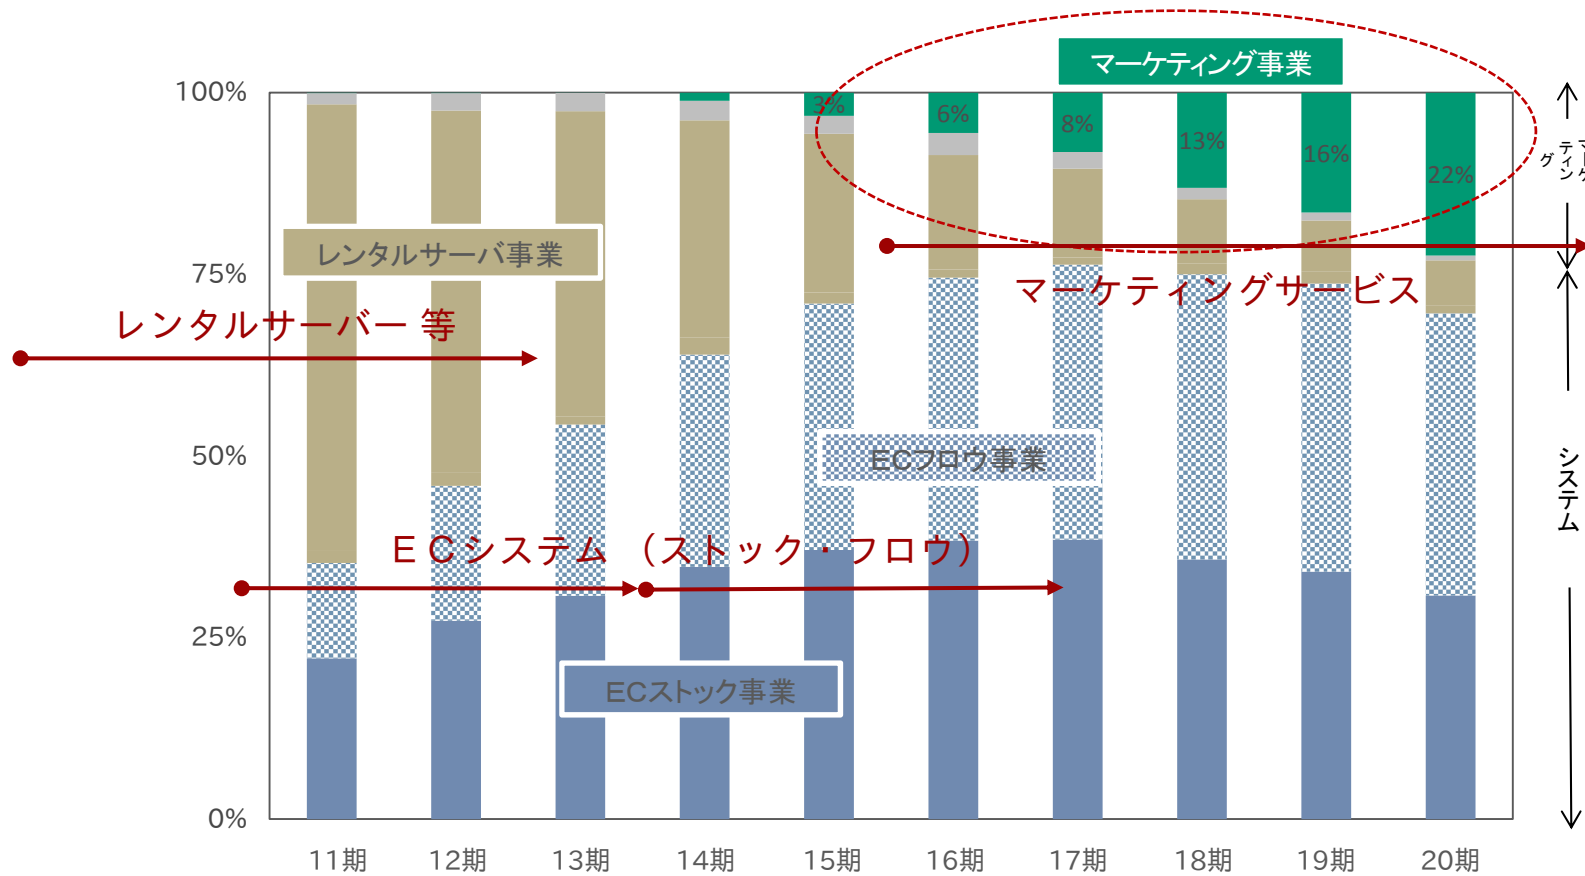 マーケティング事業
100%
3%
6%
8%
13%
16%
22%
レンタルサーバ事業
75%
マーケティングサービス
レンタルサーバー 等
50%
ECフロウ事業
システム
ECシステム (ストック・フロウ)
25%
ECストック事業
0%
11期
12期
13期
14期
15期
16期
17期
18期
19期
20期